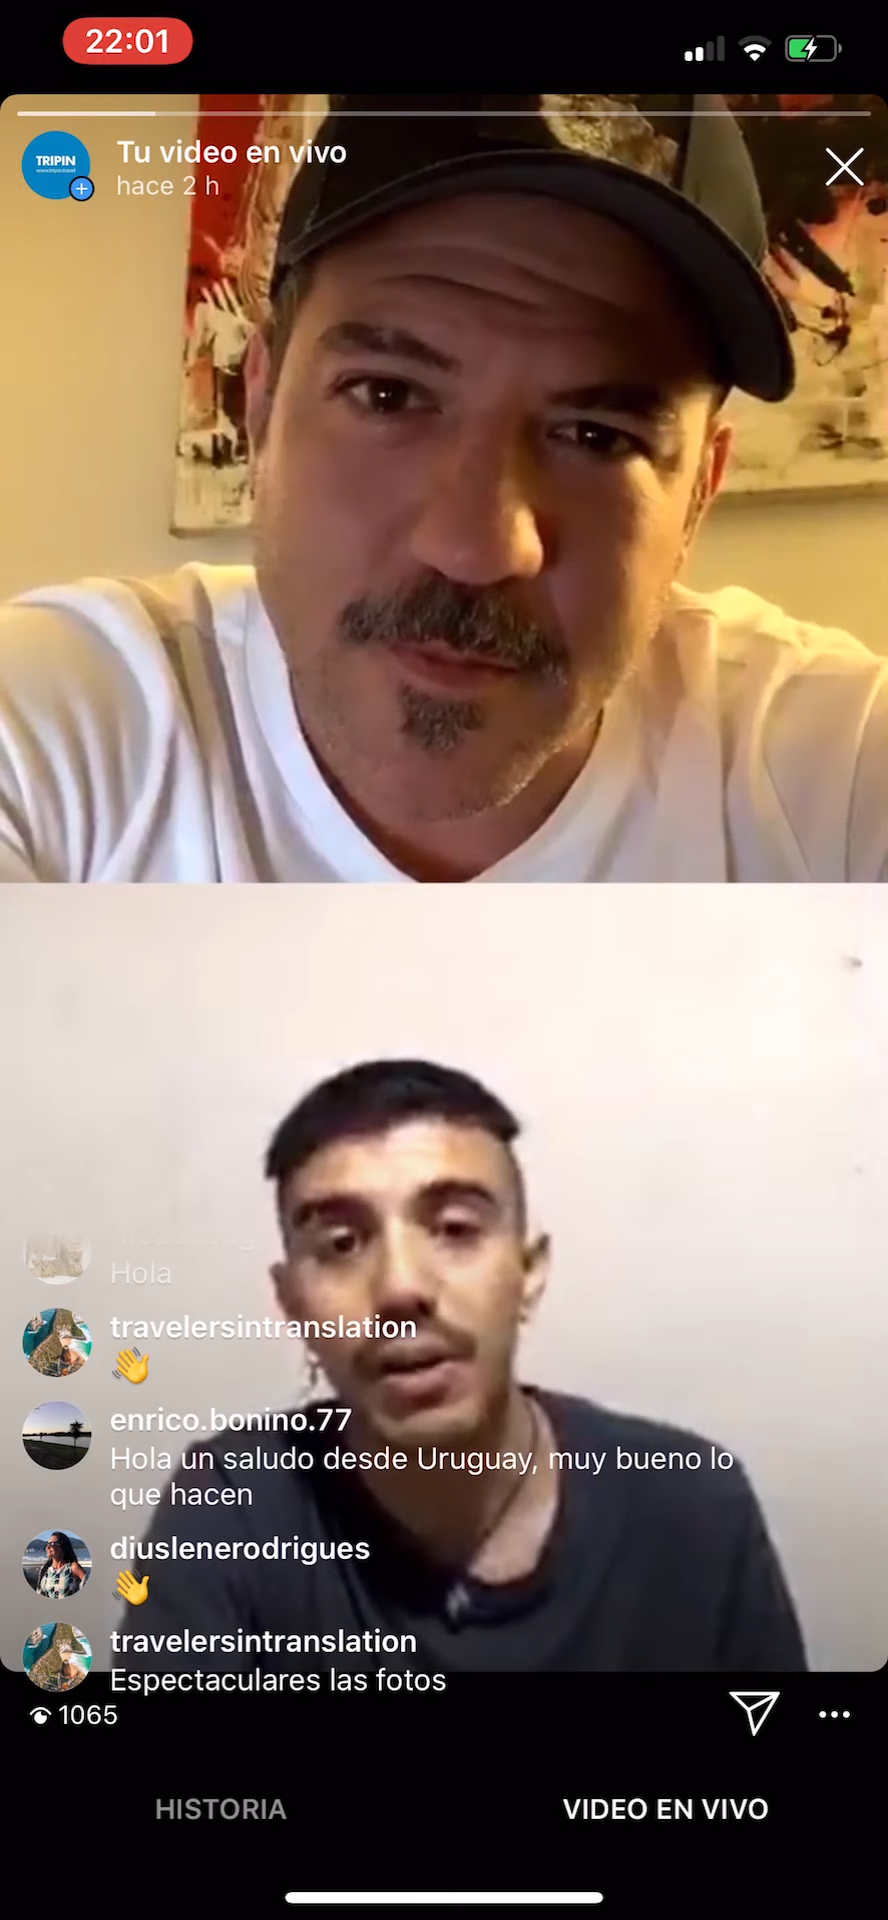 22:01
TRIPIN
Tu video en vivo
hace 2 h
Hola
travelersintranslation
👋
enrico.bonino.77
Hola un saludo desde Uruguay, muy bueno lo
que hacen
diuslenerodrigues
👋
travelersintranslation
Espectaculares las fotos
1065
HISTORIA
VIDEO EN VIVO